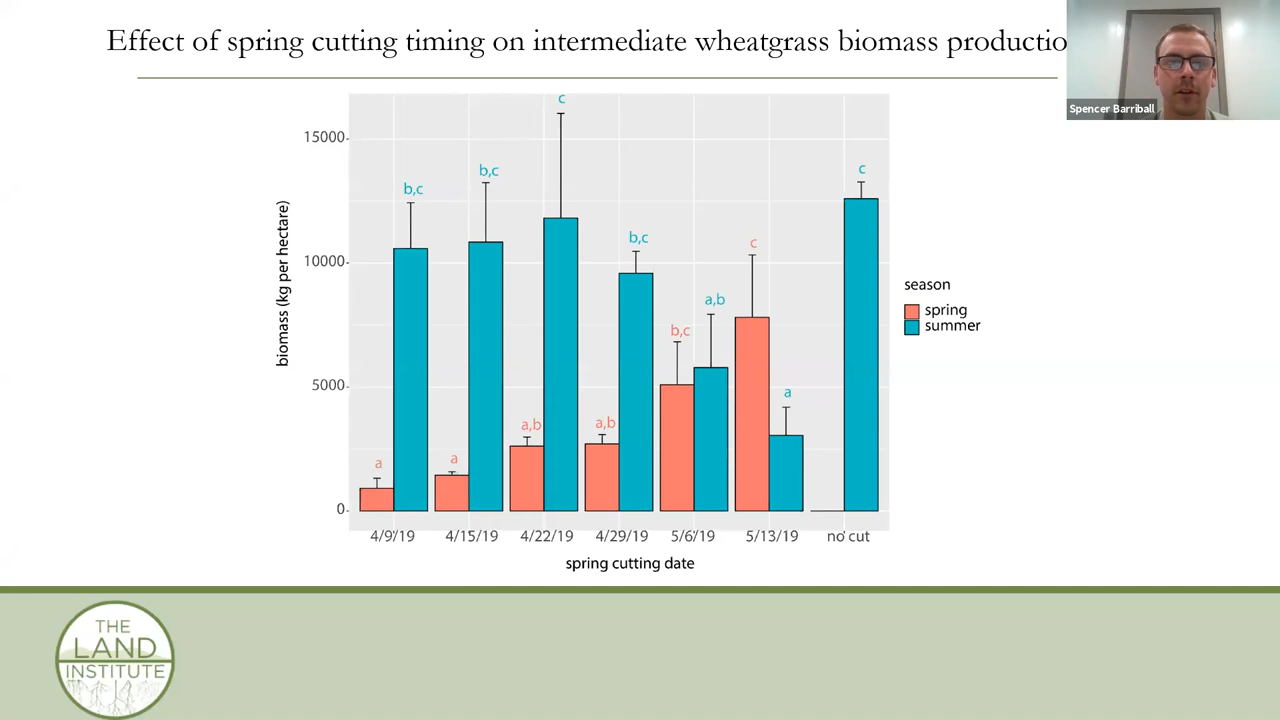 Effect of spring cutting timing on intermediate wheatgrass biomass productio
Spencer Barriball
c
15000
b,c
b,c
c
b,c
c
10000
a,b
b,c
5000
a
a,b
a,b
a
a
0
biomass (kg per hectare)
season
spring
summer
4/9/19 4/15/19 4/22/19 4/29/19 5/6/19 5/13/19 no cut
spring cutting date
THE
LAND
INSTITUTE